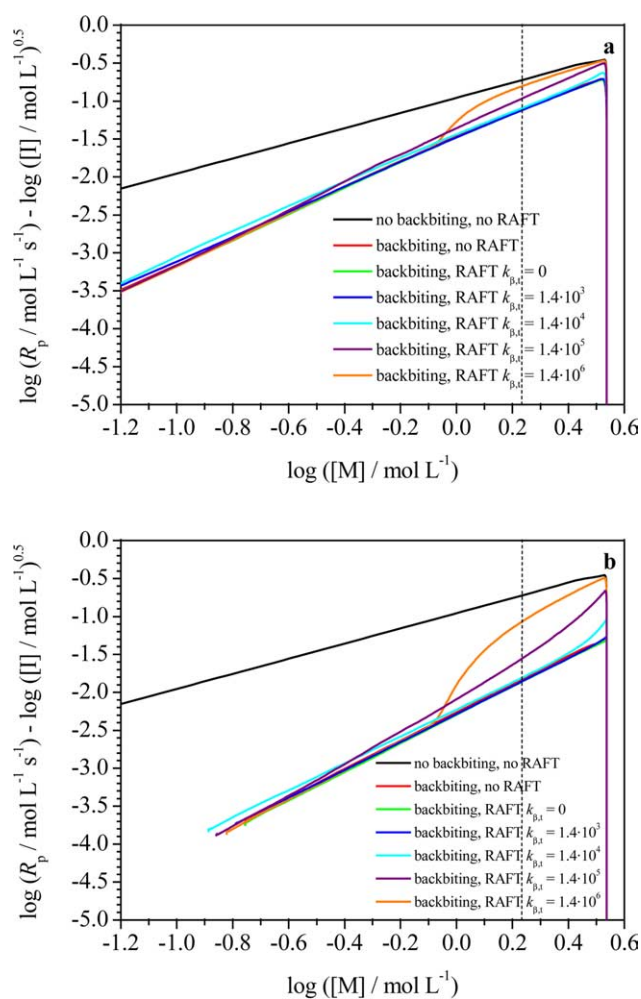 0.0
-0.5
-1.0
-1.5
-2.0
-2.5
-3.0
-3.5
-4.0
-4.5
-5.0
log (Rp / mol L⁻¹ s⁻¹) - log ([I] / mol L⁻¹)⁰·⁵
a
no backbiting, no RAFT
backbiting, no RAFT
backbiting, RAFT kβ,t = 0
backbiting, RAFT kβ,t = 1.4·10³
backbiting, RAFT kβ,t = 1.4·10⁴
backbiting, RAFT kβ,t = 1.4·10⁵
backbiting, RAFT kβ,t = 1.4·10⁶
-1.2 -1.0 -0.8 -0.6 -0.4 -0.2 0.0 0.2 0.4 0.6
log ([M] / mol L⁻¹)
0.0
-0.5
-1.0
-1.5
-2.0
-2.5
-3.0
-3.5
-4.0
-4.5
-5.0
log (Rp / mol L⁻¹ s⁻¹) - log ([I] / mol L⁻¹)⁰·⁵
b
no backbiting, no RAFT
backbiting, no RAFT
backbiting, RAFT kβ,t = 0
backbiting, RAFT kβ,t = 1.4·10³
backbiting, RAFT kβ,t = 1.4·10⁴
backbiting, RAFT kβ,t = 1.4·10⁵
backbiting, RAFT kβ,t = 1.4·10⁶
-1.2 -1.0 -0.8 -0.6 -0.4 -0.2 0.0 0.2 0.4 0.6
log ([M] / mol L⁻¹)